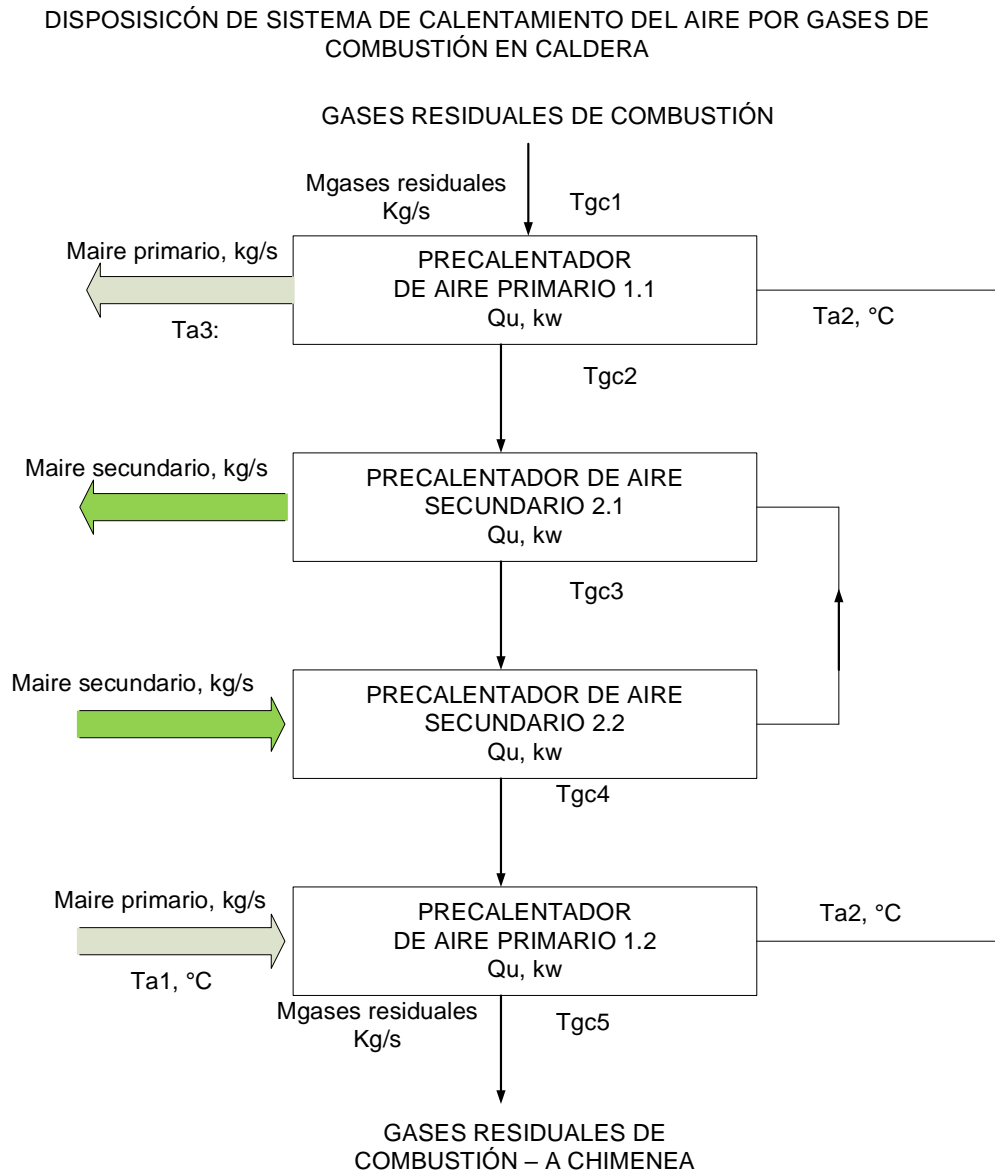 DISPOSISICÓN DE SISTEMA DE CALENTAMIENTO DEL AIRE POR GASES DE
COMBUSTIÓN EN CALDERA
GASES RESIDUALES DE COMBUSTIÓN
Mgases residuales
Kg/s
Tgc1
Maire primario, kg/s
PRECALENTADOR
DE AIRE PRIMARIO 1.1
Qu, kw
Ta3:
Ta2, °C
Tgc2
Maire secundario, kg/s
PRECALENTADOR DE AIRE
SECUNDARIO 2.1
Qu, kw
Tgc3
Maire secundario, kg/s
PRECALENTADOR DE AIRE
SECUNDARIO 2.2
Qu, kw
Tgc4
Maire primario, kg/s
PRECALENTADOR
DE AIRE PRIMARIO 1.2
Qu, kw
Ta2, °C
Ta1, °C
Mgases residuales
Kg/s
Tgc5
GASES RESIDUALES DE
COMBUSTIÓN – A CHIMENEA